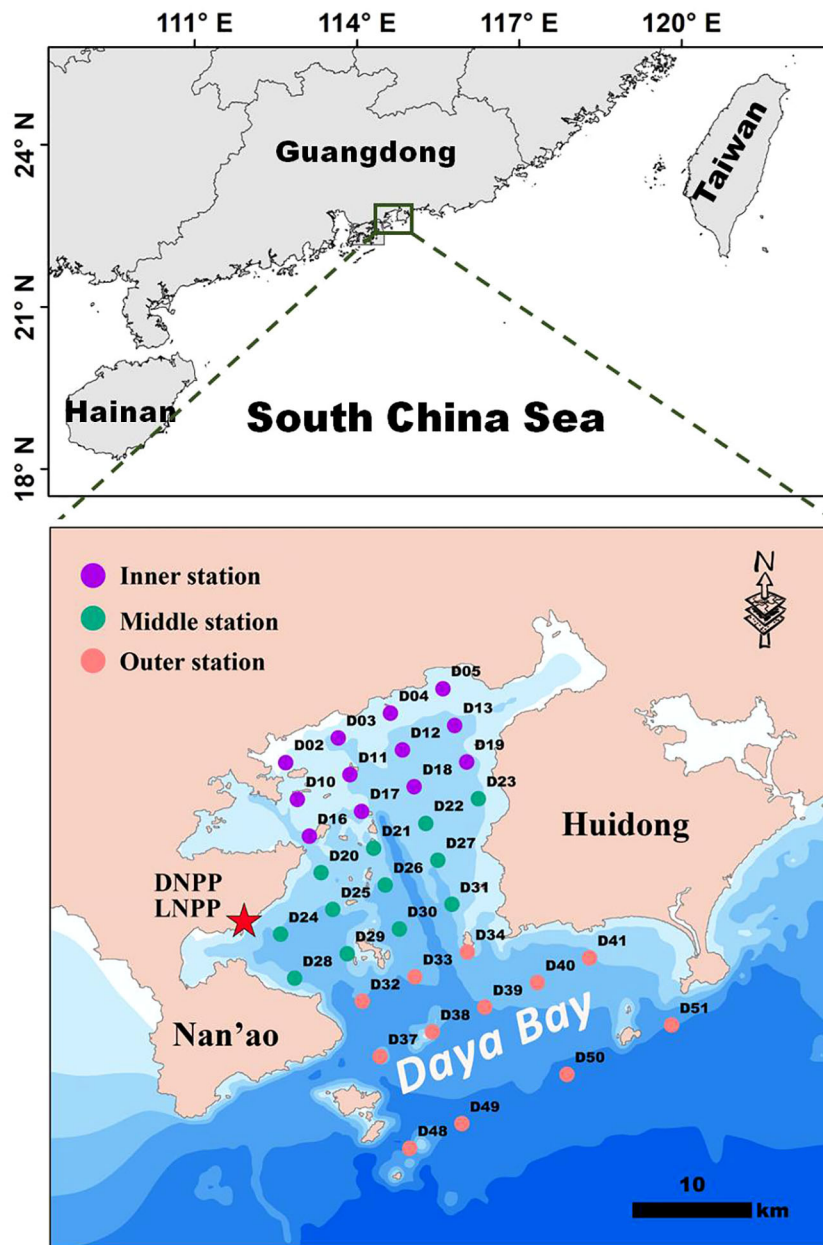 111° E
114° E
117° E
120° E
24° N
21° N
18° N
Guangdong
Taiwan
Hainan
South China Sea
Inner station
Middle station
Outer station
N
D05
D04
D13
D03
D12
D02
D11
D19
D18
D10
D23
D17
D22
D16
D21
Huidong
D20
D27
D26
DNPP
LNPP
D25
D31
D24
D30
D29
D34
D41
D28
D33
D40
D32
D39
Nan'ao
D38
D51
D37
Daya Bay
D50
D49
D48
10
km